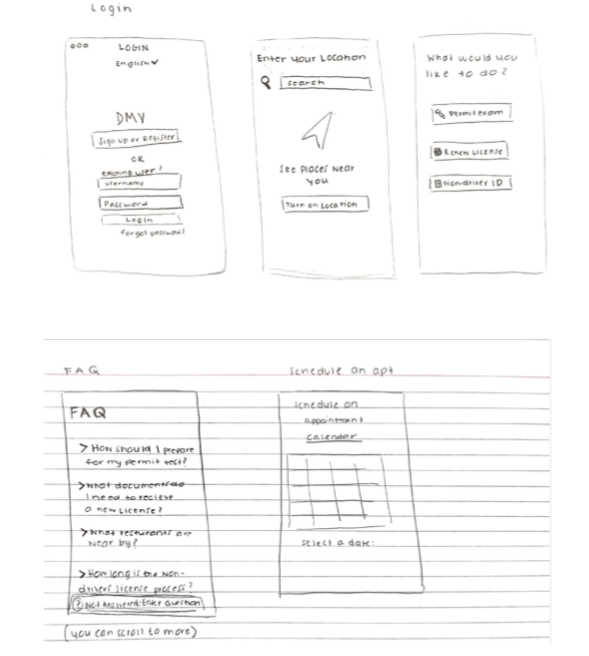 Login
ooo LOGIN
English
DMV
Sign up or Register
OR
existing user?
username
Password
Login
forgot password?
Enter Your Location
search
See Places Near
you
Turn on Location
What would you
like to do?
Permit exam
Renew License
Non-driver ID
FAQ
FAQ
> How should I prepare
for my permit test?
> What documents do
I need to recieve
a new License?
> What resturants are
Near by?
> How long is the Non-
drivers license process?
? Not Answered: Enter Question
(you can scroll to more)
Schedule an apt
Schedule an
appointment
calendar
select a date: